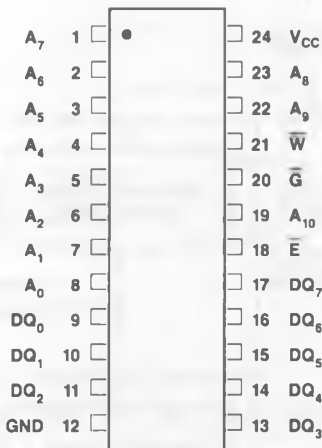 A7 1 24 VCC
A6 2 23 A8
A5 3 22 A9
A4 4 21 W̅
A3 5 20 G̅
A2 6 19 A10
A1 7 18 E̅
A0 8 17 DQ7
DQ0 9 16 DQ6
DQ1 10 15 DQ5
DQ2 11 14 DQ4
GND 12 13 DQ3